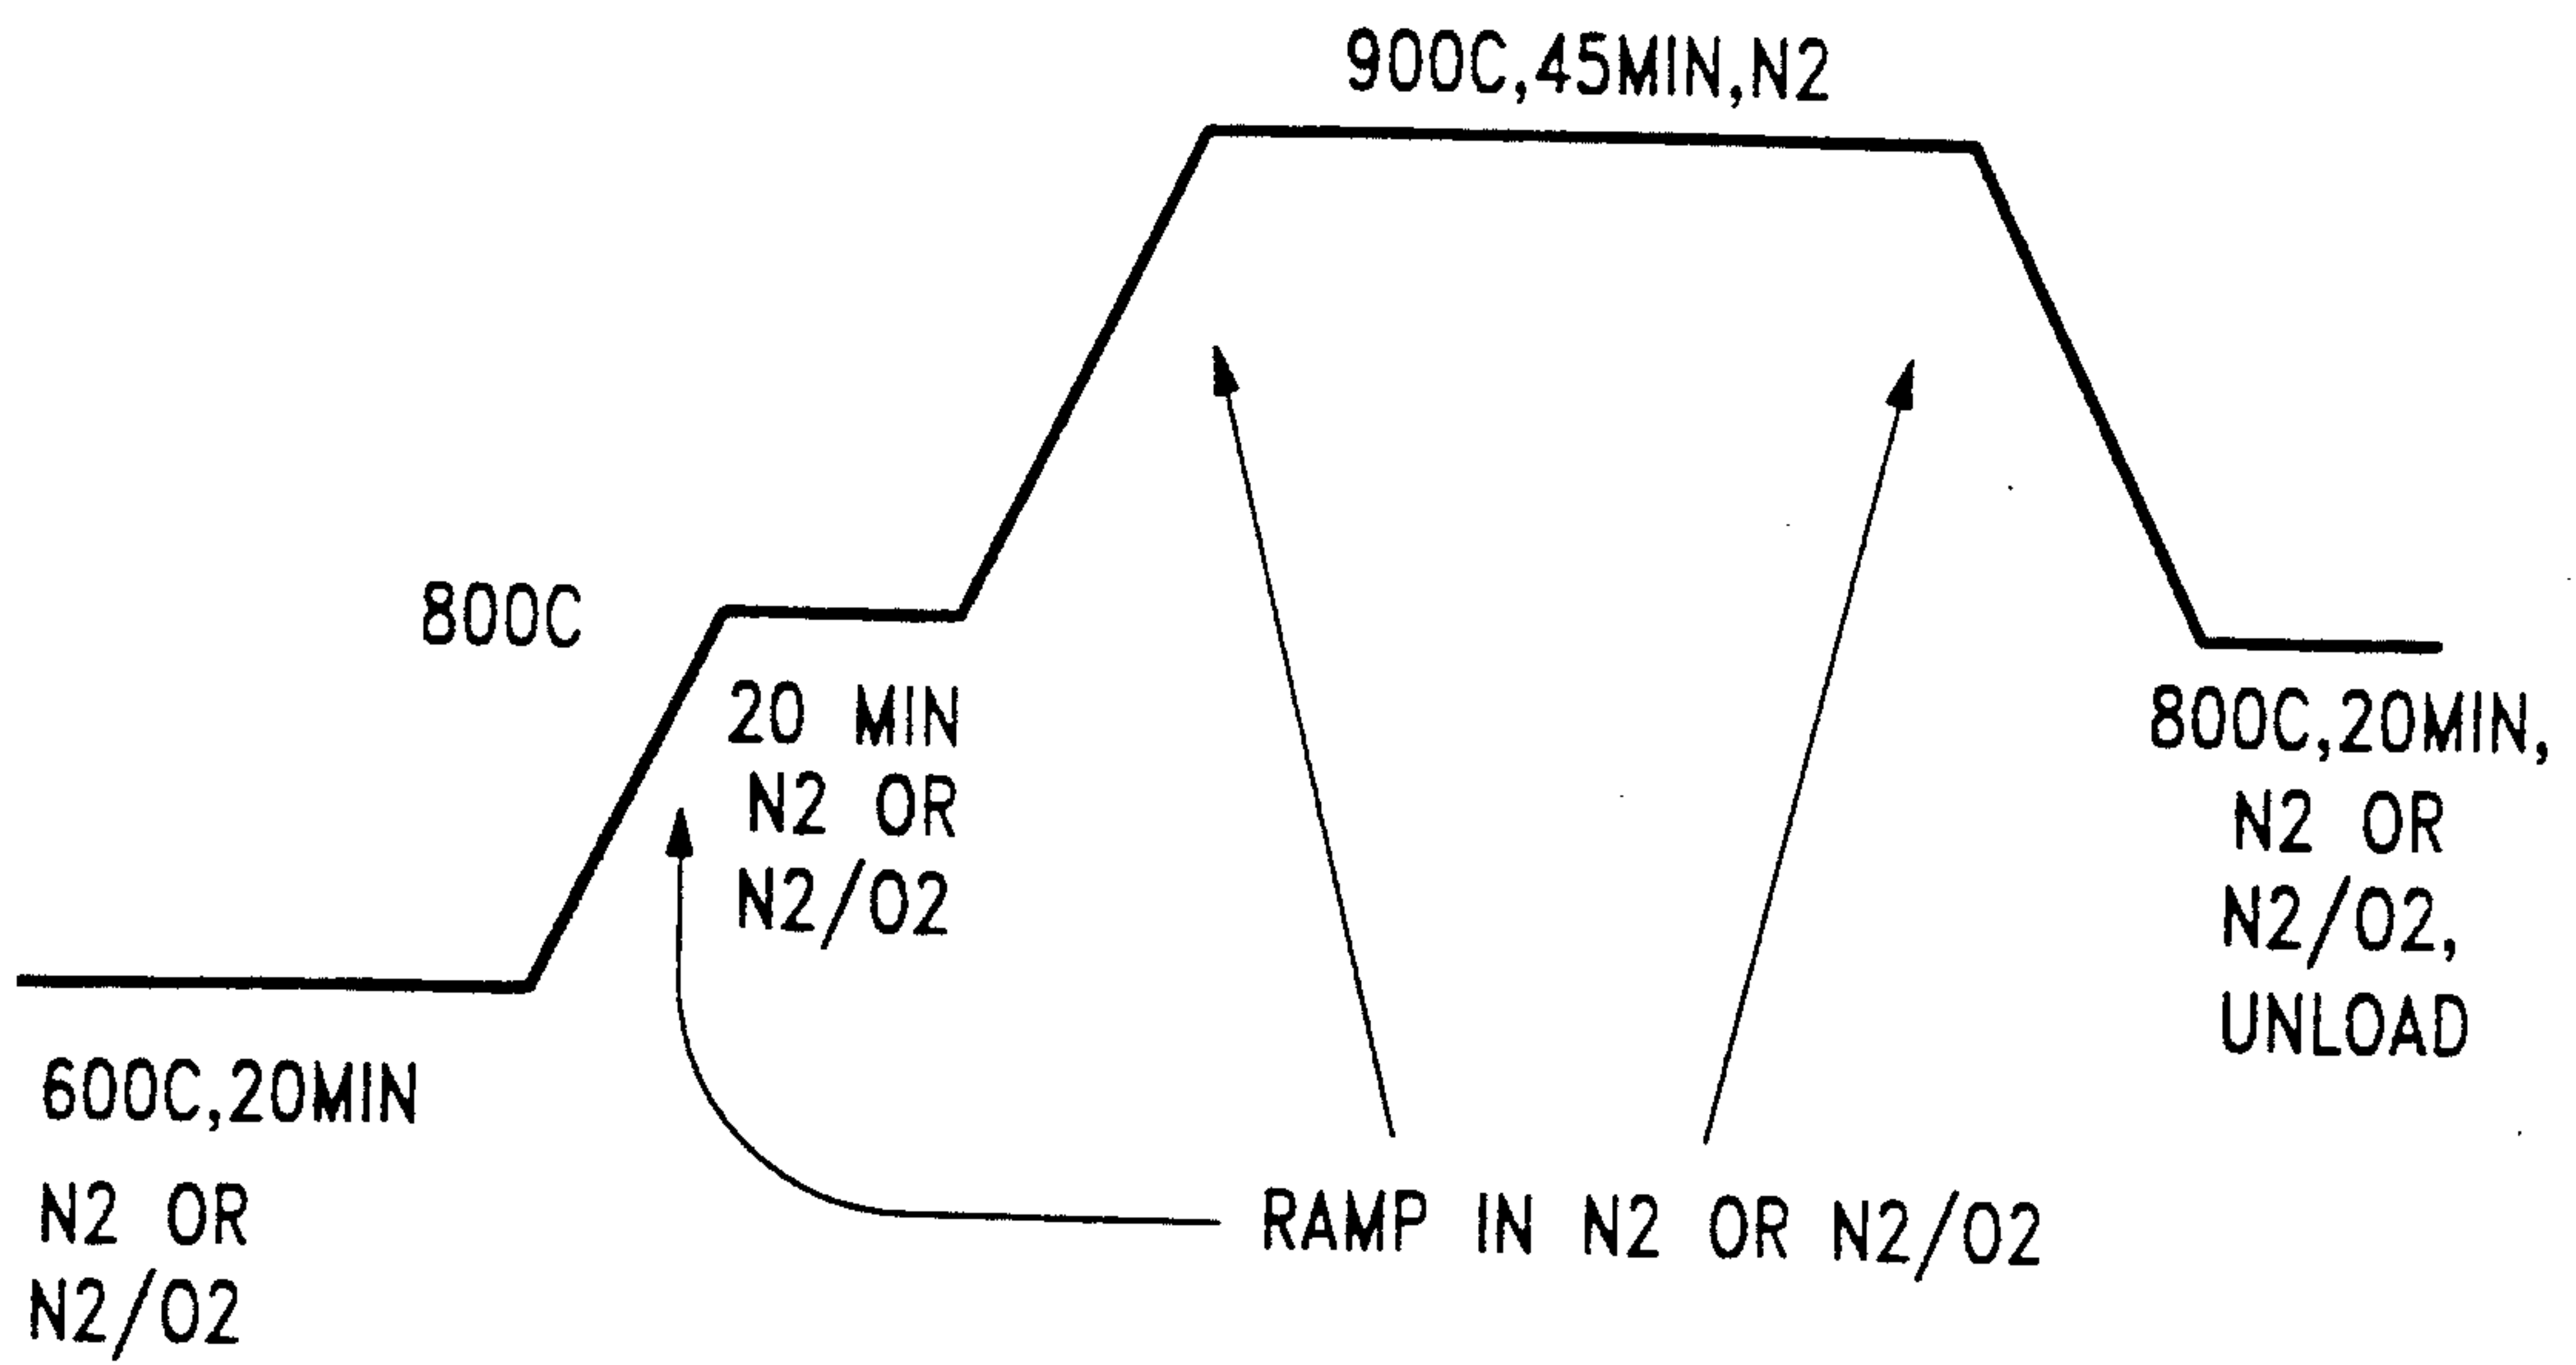 900C,45MIN,N2
800C
20 MIN
N2 OR
N2/O2
800C,20MIN,
N2 OR
N2/O2,
UNLOAD
600C,20MIN
N2 OR
N2/O2
RAMP IN N2 OR N2/O2